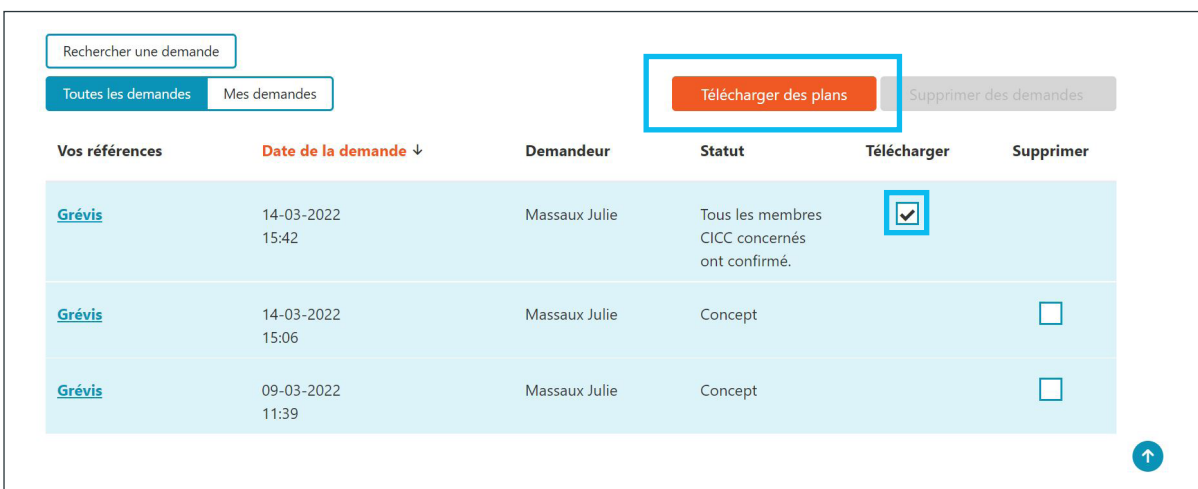 Rechercher une demande
Toutes les demandes Mes demandes Télécharger des plans Supprimer des demandes
Vos références Date de la demande ↓ Demandeur Statut Télécharger Supprimer
Grévis 14-03-2022 Massaux Julie Tous les membres
15:42 CICC concernés
ont confirmé.
Grévis 14-03-2022 Massaux Julie Concept
15:06
Grévis 09-03-2022 Massaux Julie Concept
11:39